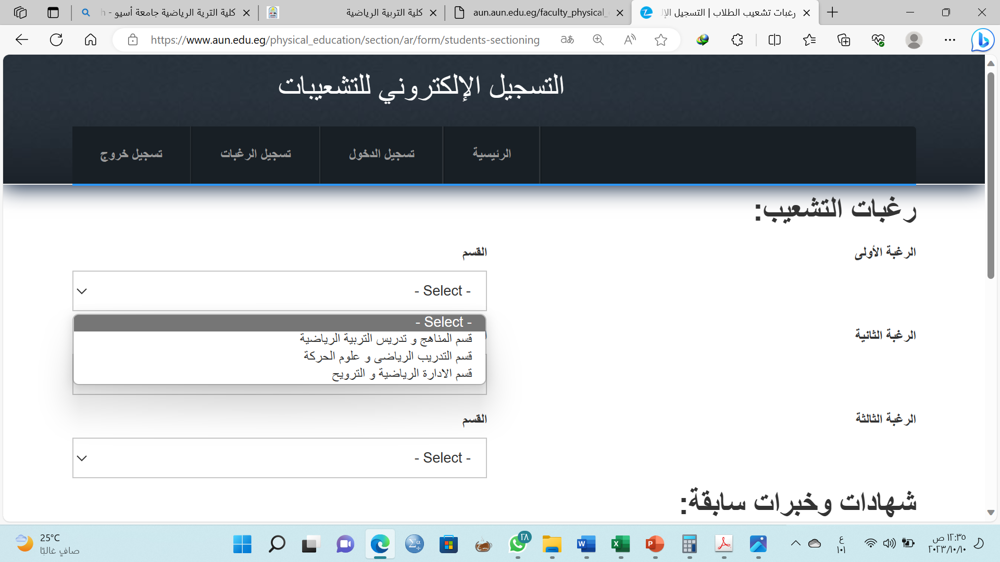 كلية التربية الرياضية جامعة أسيو - h
كلية التربية الرياضية
aun.aun.edu.eg/faculty_physical_
رغبات تشعيب الطلاب | التسجيل الإل
https://www.aun.edu.eg/physical_education/section/ar/form/students-sectioning
التسجيل الإلكتروني للتشعيبات
الرئيسية
تسجيل الدخول
تسجيل الرغبات
تسجيل خروج
رغبات التشعيب:
الرغبة الأولى
القسم
- Select -
- Select -
قسم المناهج و تدريس التربية الرياضية
قسم التدريب الرياضى و علوم الحركة
قسم الادارة الرياضية و الترويح
الرغبة الثانية
الرغبة الثالثة
القسم
- Select -
شهادات وخبرات سابقة:
25°C
صافٍ غالبًا
٢٨
ع
١٠١
١٢:٣٥ ص
٢٠٢٣/١٠/١٠